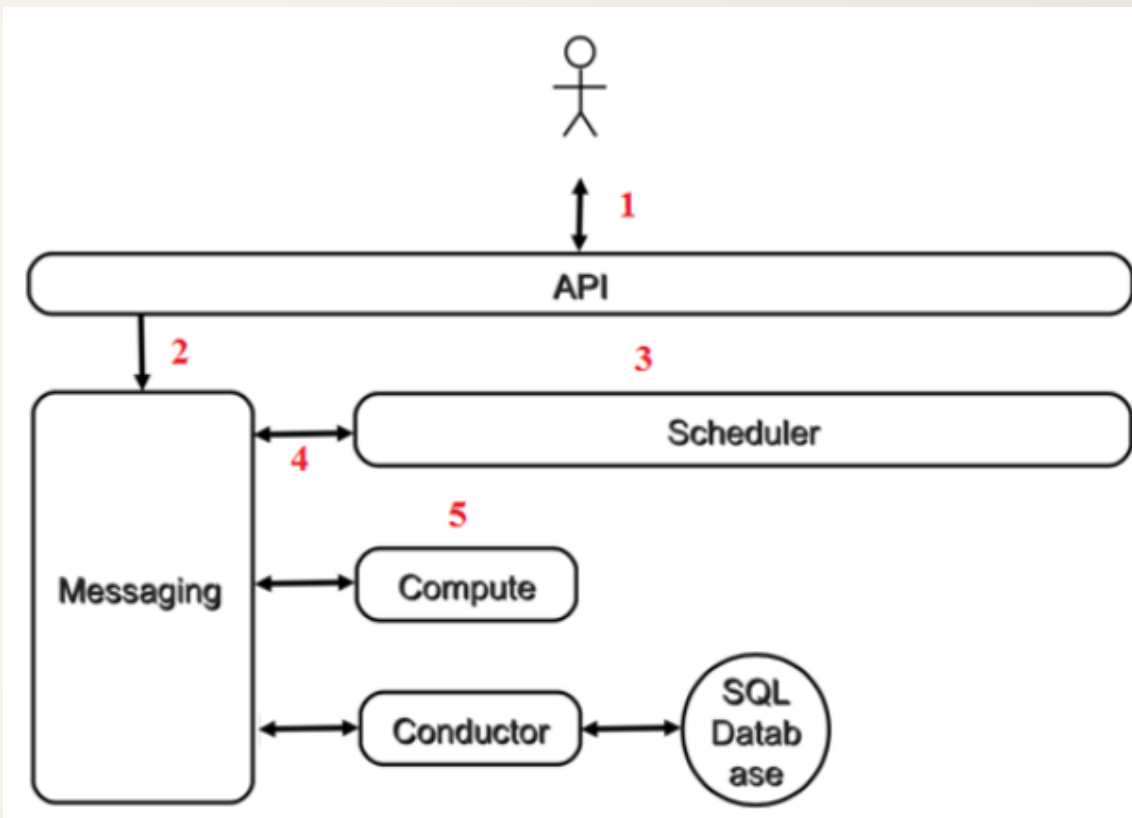 1
API
2
3
Scheduler
4
5
Messaging
Compute
Conductor
SQL
Datab
ase